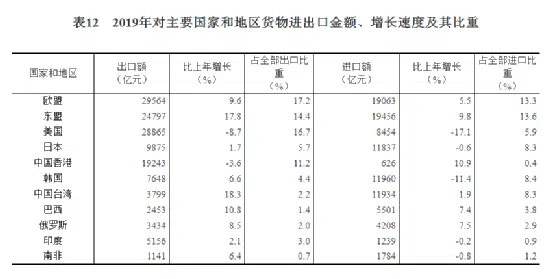 表12 2019年对主要国家和地区货物进出口金额、增长速度及其比重
国家和地区 出口额（亿元） 比上年增长（%） 占全部出口比重（%） 进口额（亿元） 比上年增长（%） 占全部进口比重（%）
欧盟 29564 9.6 17.2 19063 5.5 13.3
东盟 24797 17.8 14.4 19456 9.8 13.6
美国 28865 -8.7 16.7 8454 -17.1 5.9
日本 9875 1.7 5.7 11837 -0.6 8.3
中国香港 19243 -3.6 11.2 626 10.9 0.4
韩国 7648 6.6 4.4 11960 -11.4 8.4
中国台湾 3799 18.3 2.2 11934 1.9 8.3
巴西 2453 10.8 1.4 5501 7.4 3.8
俄罗斯 3434 8.5 2.0 4208 7.5 2.9
印度 5156 2.1 3.0 1239 -0.2 0.9
南非 1141 6.4 0.7 1784 -0.8 1.2